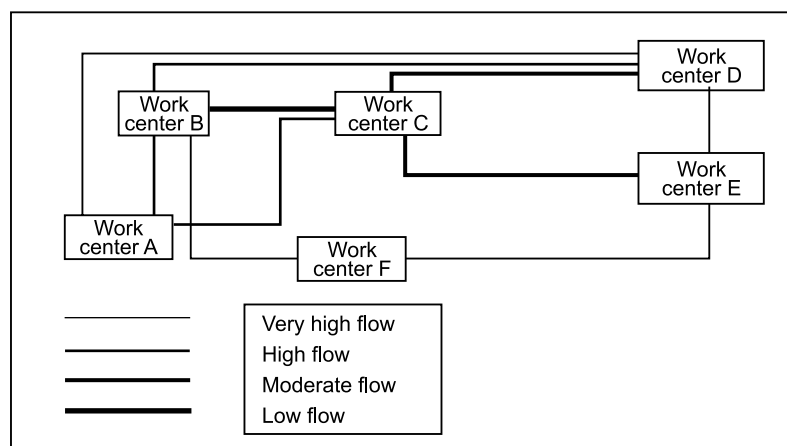 Work
center D
Work
center B
Work
center C
Work
center E
Work
center A
Work
center F
Very high flow
High flow
Moderate flow
Low flow